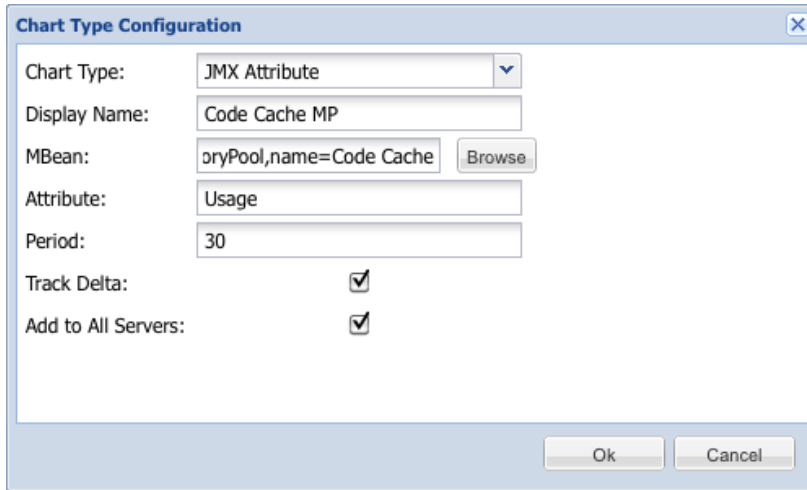 Chart Type Configuration
Chart Type: JMX Attribute
Display Name: Code Cache MP
MBean: oryPool,name=Code Cache Browse
Attribute: Usage
Period: 30
Track Delta:
Add to All Servers:
Ok Cancel